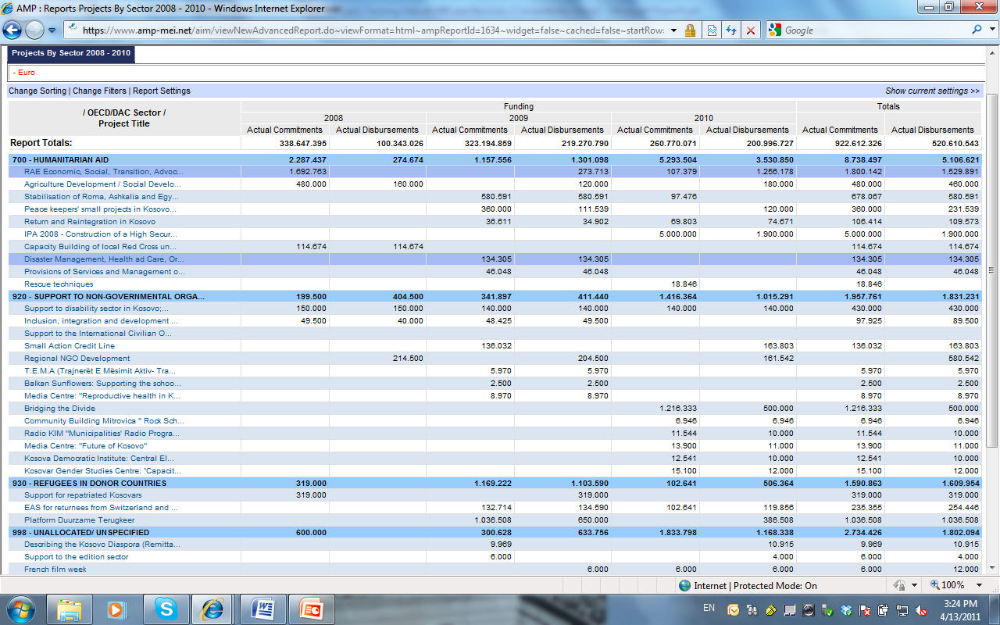 AMP : Reports Projects By Sector 2008 - 2010 - Windows Internet Explorer
https://www.amp-mei.net/aim/viewNewAdvancedReport.do~viewFormat=html~ampReportId=1634~widget=false~cached=false~startRow: Google
Projects By Sector 2008 - 2010
- Euro
Change Sorting | Change Filters | Report Settings Show current settings >>
/ OECD/DAC Sector / Project Title Funding Totals
2008 2009 2010
Actual Commitments Actual Disbursements Actual Commitments Actual Disbursements Actual Commitments Actual Disbursements Actual Commitments Actual Disbursements
Report Totals: 338.647.395 100.343.026 323.194.859 219.270.790 260.770.071 200.996.727 922.612.326 520.610.543
700 - HUMANITARIAN AID 2.287.437 274.674 1.157.556 1.301.098 5.293.504 3.530.850 8.738.497 5.106.621
RAE Economic, Social, Transition, Advoc... 1.692.763 273.713 107.379 1.256.178 1.800.142 1.529.891
Agriculture Development / Social Develo... 480.000 160.000 120.000 180.000 480.000 460.000
Stabilisation of Roma, Ashkalia and Egy... 580.591 580.591 97.476 678.067 580.591
Peace keepers' small projects in Kosovo... 360.000 111.539 120.000 360.000 231.539
Return and Reintegration in Kosovo 36.611 34.902 69.803 74.671 106.414 109.573
IPA 2008 - Construction of a High Secur... 5.000.000 1.900.000 5.000.000 1.900.000
Capacity Building of local Red Cross un... 114.674 114.674 114.674 114.674
Disaster Management, Health ad Care, Or... 134.305 134.305 134.305 134.305
Provisions of Services and Management o... 46.048 46.048 46.048 46.048
Rescue techniques 18.846 18.846
920 - SUPPORT TO NON-GOVERNMENTAL ORGA... 199.500 404.500 341.897 411.440 1.416.364 1.015.291 1.957.761 1.831.231
Support to disability sector in Kosovo;... 150.000 150.000 140.000 140.000 140.000 140.000 430.000 430.000
Inclusion, integration and development ... 49.500 40.000 48.425 49.500 97.925 89.500
Support to the International Civilian O...
Small Action Credit Line 136.032 163.803 136.032 163.803
Regional NGO Development 214.500 204.500 161.542 580.542
T.E.M.A (Trajnerët E Mësimit Aktiv- Tra... 5.970 5.970 5.970 5.970
Balkan Sunflowers: Supporting the schoo... 2.500 2.500 2.500 2.500
Media Centre: "Reproductive health in K... 8.970 8.970 8.970 8.970
Bridging the Divide 1.216.333 500.000 1.216.333 500.000
Community Building Mitrovica " Rock Sch... 6.946 6.946 6.946 6.946
Radio KIM "Municipalities' Radio Progra... 11.544 10.000 11.544 10.000
Media Centre: "Future of Kosovo" 13.900 11.000 13.900 11.000
Kosova Democratic Institute: Central El... 12.541 10.000 12.541 10.000
Kosovar Gender Studies Centre: "Capacit... 15.100 12.000 15.100 12.000
930 - REFUGEES IN DONOR COUNTRIES 319.000 1.169.222 1.103.590 102.641 506.364 1.590.863 1.609.954
Support for repatriated Kosovars 319.000 319.000 319.000 319.000
EAS for returnees from Switzerland and ... 132.714 134.590 102.641 119.856 235.355 254.446
Platform Duurzame Terugkeer 1.036.508 650.000 386.508 1.036.508 1.036.508
998 - UNALLOCATED/ UNSPECIFIED 600.000 300.628 633.756 1.833.798 1.168.338 2.734.426 1.802.094
Describing the Kosovo Diaspora (Remitta... 9.969 10.915 9.969 10.915
Support to the edition sector 6.000 4.000 6.000 4.000
French film week 6.000 6.000 6.000 6.000 12.000
Internet | Protected Mode: On 100%
EN 3:24 PM
4/13/2011